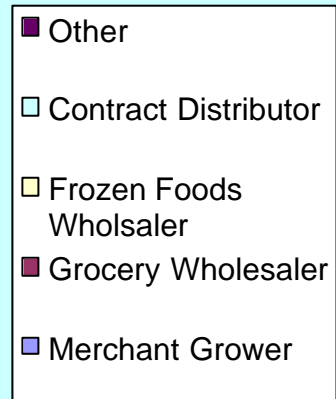 Other
Contract Distributor
Frozen Foods
Wholsaler
Grocery Wholesaler
Merchant Grower